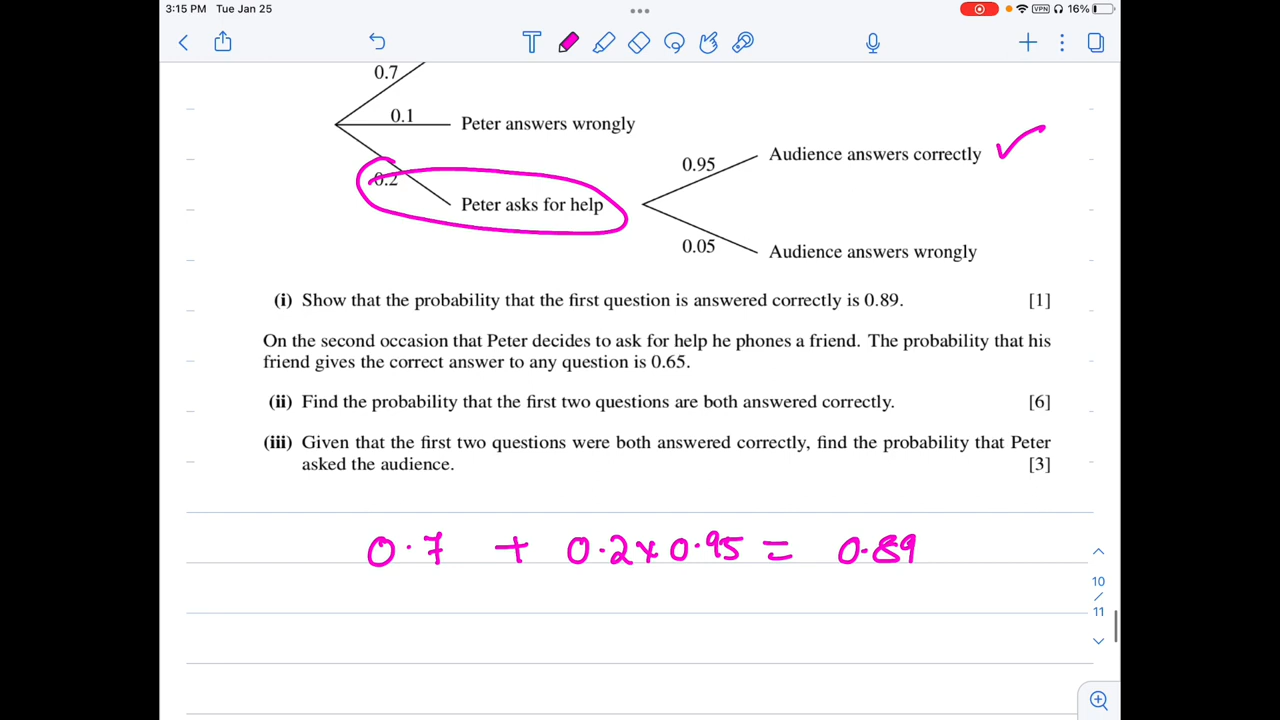 3:15 PM Tue Jan 25
VPN 16%
0.7
0.1 Peter answers wrongly
0.95 Audience answers correctly
0.2 Peter asks for help
0.05 Audience answers wrongly
(i) Show that the probability that the first question is answered correctly is 0.89. [1]
On the second occasion that Peter decides to ask for help he phones a friend. The probability that his
friend gives the correct answer to any question is 0.65.
(ii) Find the probability that the first two questions are both answered correctly. [6]
(iii) Given that the first two questions were both answered correctly, find the probability that Peter
asked the audience. [3]
0.7 + 0.2 x 0.95 = 0.89
10
/
11